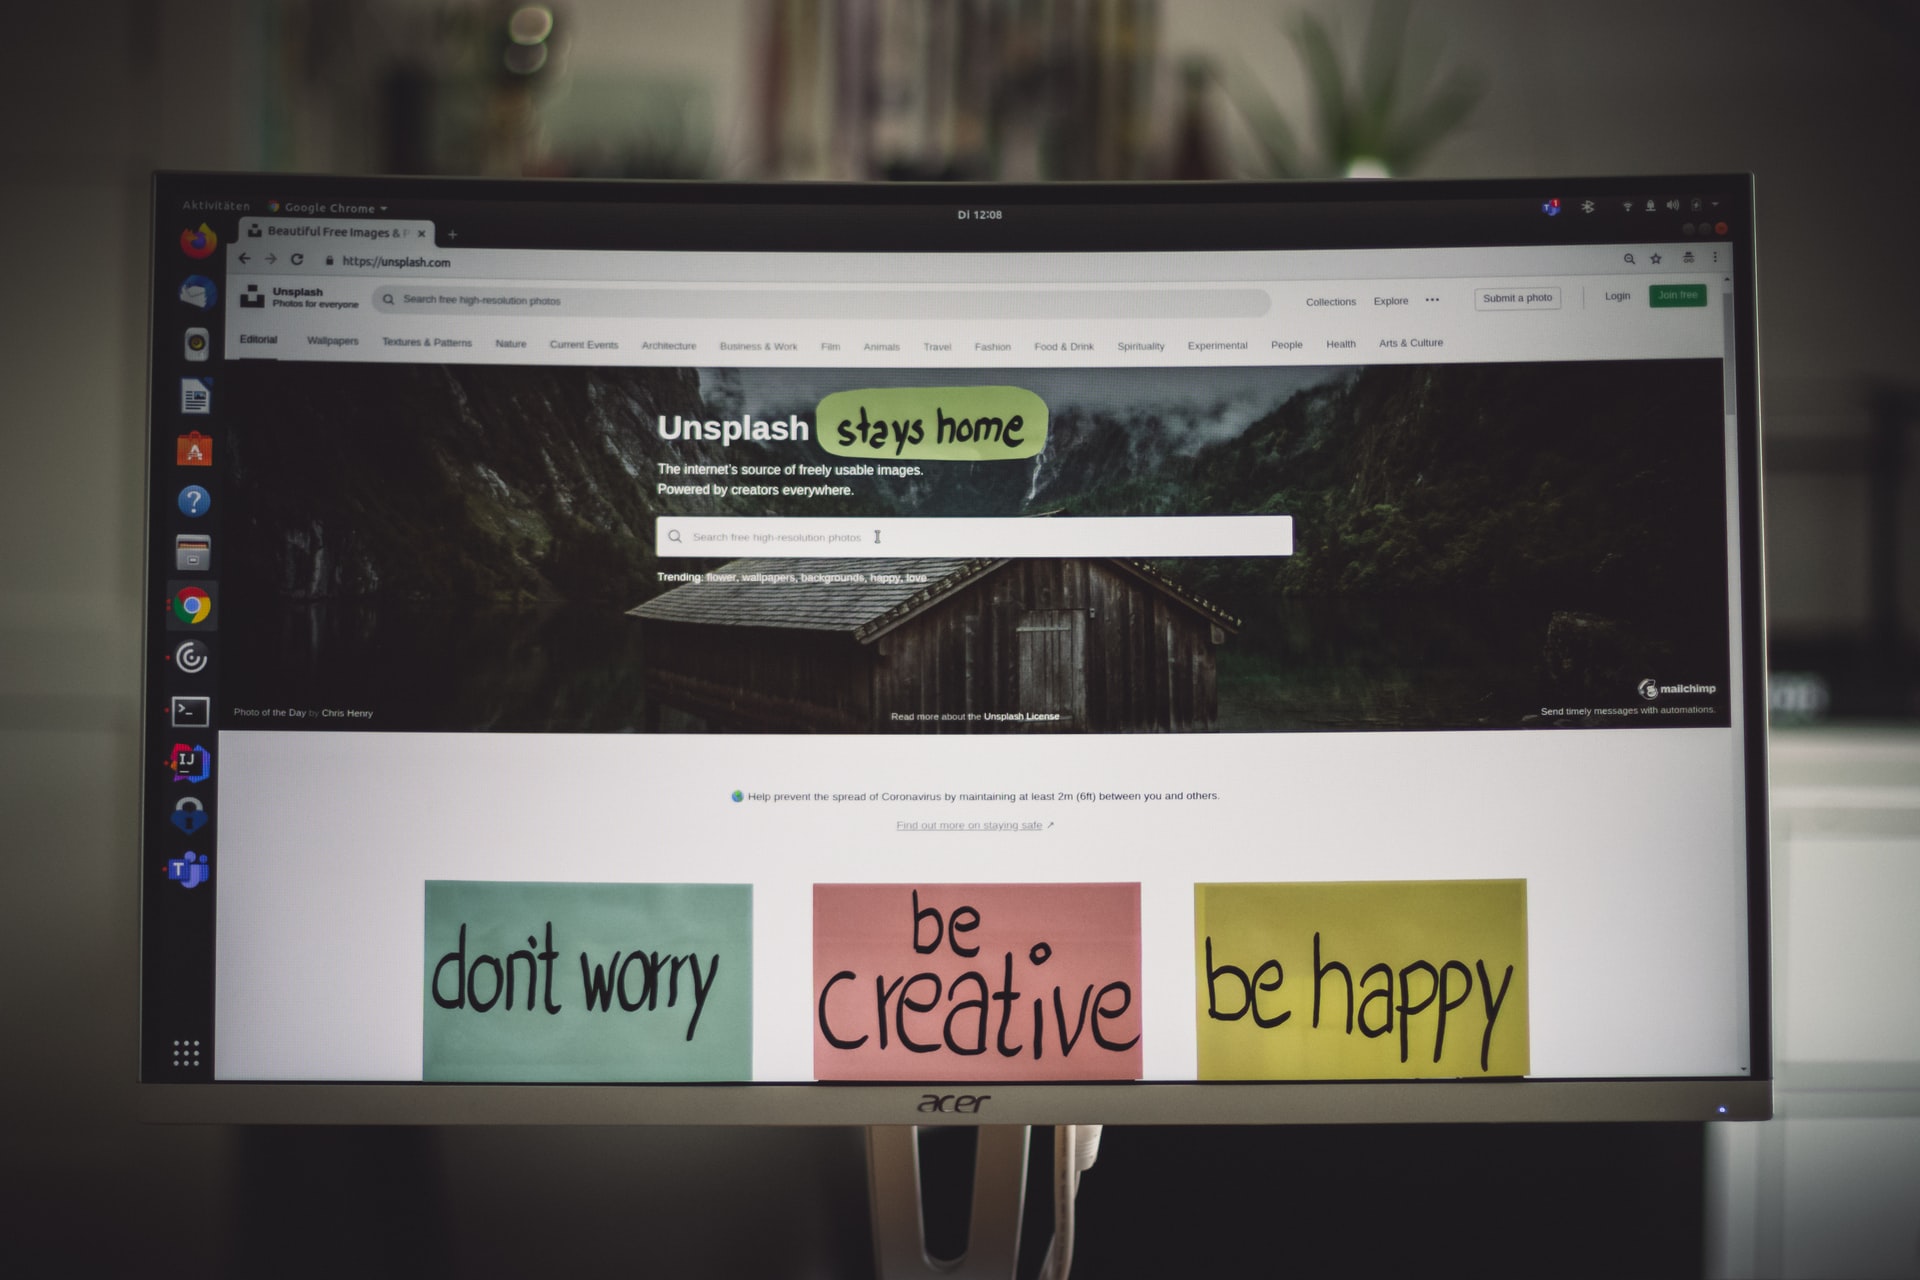 Aktivitäten
Google Chrome
Di 12:08
Beautiful Free Images & P
https://unsplash.com
Unsplash
Photos for everyone
Search free high-resolution photos
Collections Explore ••• Submit a photo Login Join free
Editorial Wallpapers Textures & Patterns Nature Current Events Architecture Business & Work Film Animals Travel Fashion Food & Drink Spirituality Experimental People Health Arts & Culture
Unsplash stays home
The internet's source of freely usable images.
Powered by creators everywhere.
Search free high-resolution photos
Trending: flower, wallpapers, backgrounds, happy, love
mailchimp
Send timely messages with automations.
Photo of the Day by Chris Henry
Read more about the Unsplash License
Help prevent the spread of Coronavirus by maintaining at least 2m (6ft) between you and others.
Find out more on staying safe ↗
don't worry
be
creative
be happy
acer